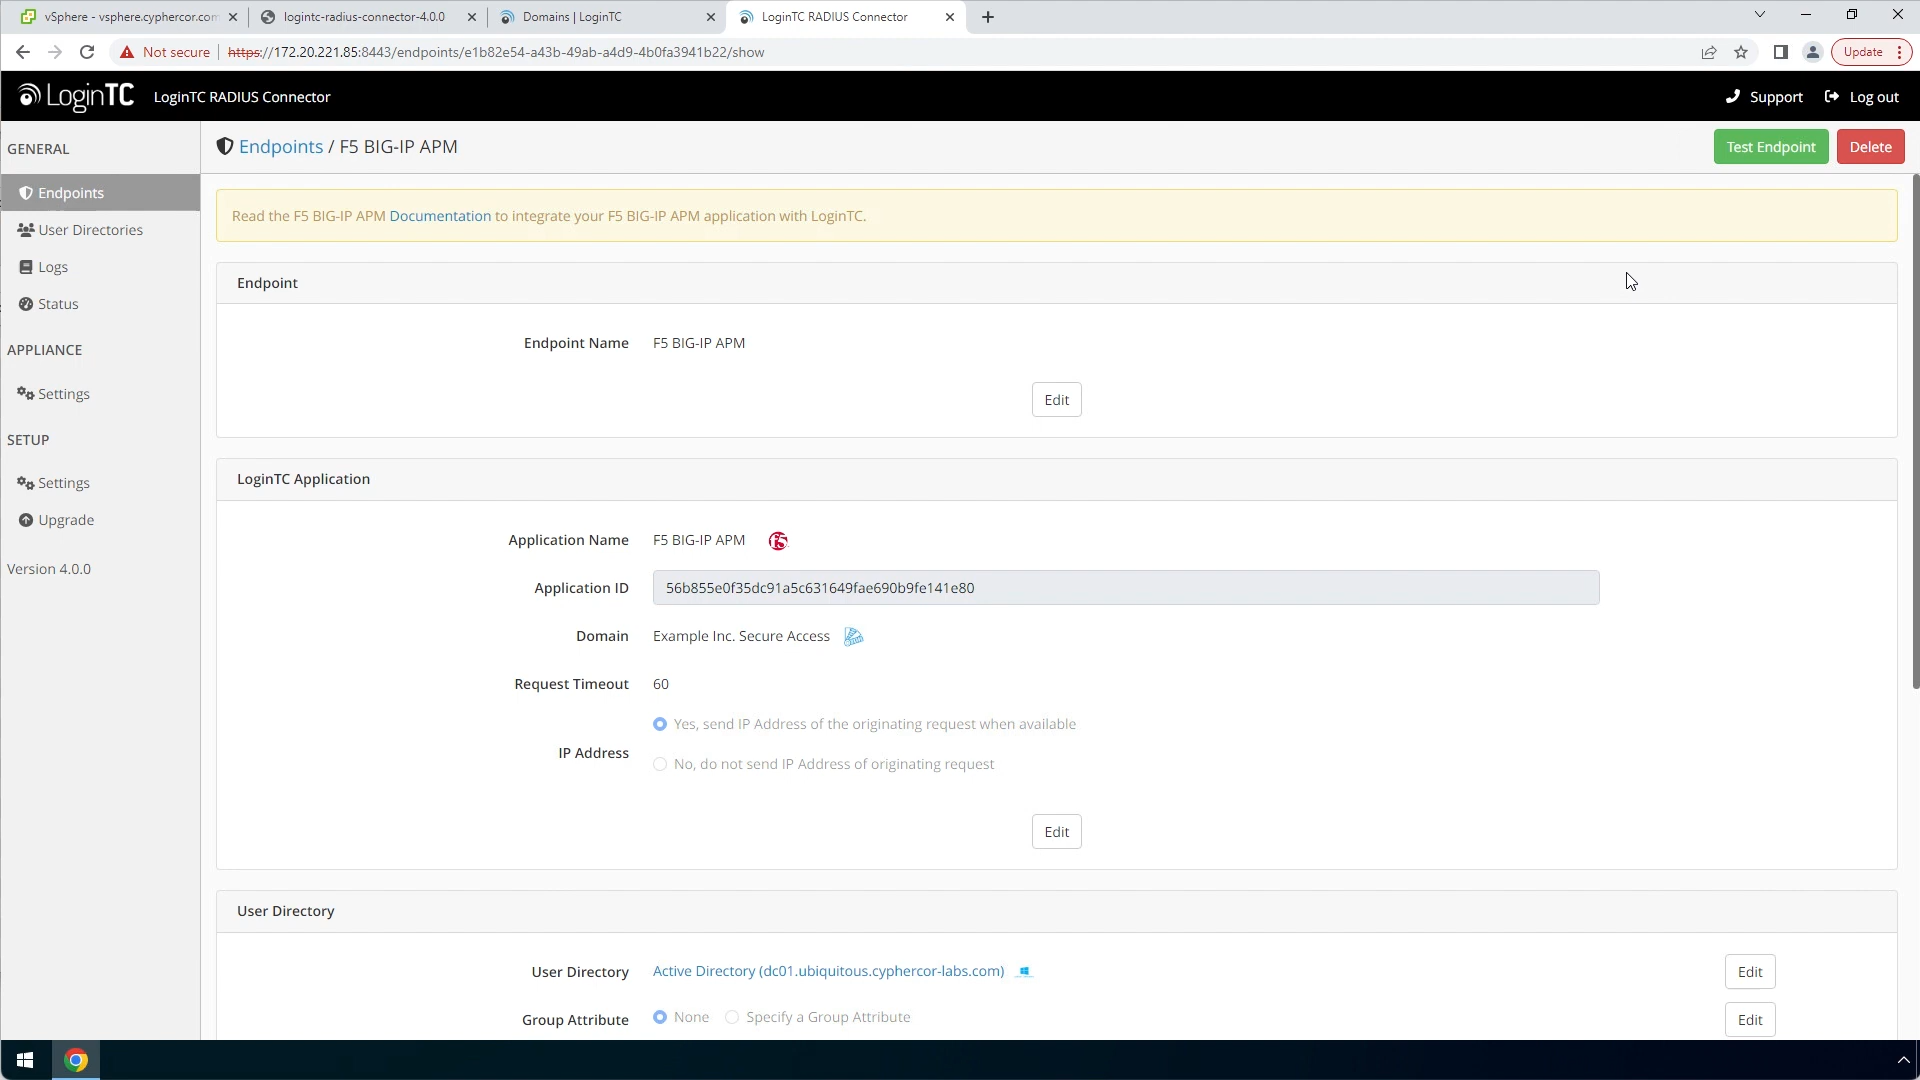 vSphere - vsphere.cyphercor.com
logintc-radius-connector-4.0.0
Domains | LoginTC
LoginTC RADIUS Connector
Not secure
https://172.20.221.85:8443/endpoints/e1b82e54-a43b-49ab-a4d9-4b0fa3941b22/show
Update
LoginTC
LoginTC RADIUS Connector
Support
Log out
GENERAL
Endpoints
User Directories
Logs
Status
APPLIANCE
Settings
SETUP
Settings
Upgrade
Version 4.0.0
Endpoints / F5 BIG-IP APM
Test Endpoint
Delete
Read the F5 BIG-IP APM Documentation to integrate your F5 BIG-IP APM application with LoginTC.
Endpoint
Endpoint Name F5 BIG-IP APM
Edit
LoginTC Application
Application Name F5 BIG-IP APM f5
Application ID 56b855e0f35dc91a5c631649fae690b9fe141e80
Domain Example Inc. Secure Access
Request Timeout 60
IP Address
Yes, send IP Address of the originating request when available
No, do not send IP Address of originating request
Edit
User Directory
User Directory Active Directory (dc01.ubiquitous.cyphercor-labs.com) Edit
Group Attribute None Specify a Group Attribute Edit